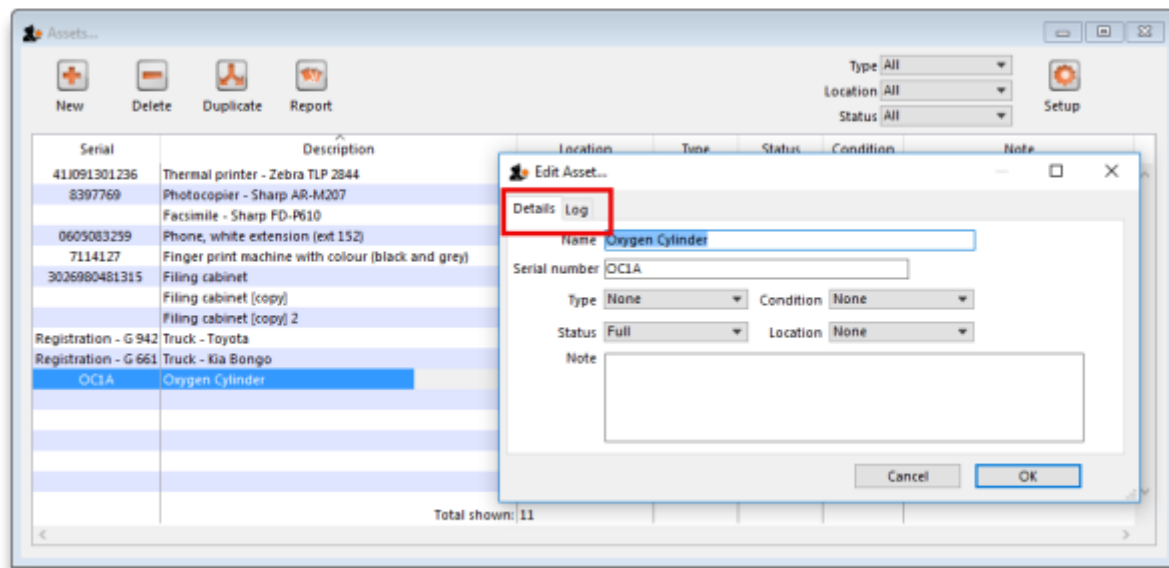 Assets...
New Delete Duplicate Report
Type All
Location All
Status All
Setup
Serial Description Location Type Status Condition Note
41J091301236 Thermal printer - Zebra TLP 2844
8397769 Photocopier - Sharp AR-M207
Facsimile - Sharp FD-P610
0605083259 Phone, white extension (ext 152)
7114127 Finger print machine with colour (black and grey)
3026980481315 Filing cabinet
Filing cabinet [copy]
Filing cabinet [copy] 2
Registration - G 942 Truck - Toyota
Registration - G 661 Truck - Kia Bongo
OC1A Oxygen Cylinder
Total shown: 11
Edit Asset...
Details Log
Name Oxygen Cylinder
Serial number OC1A
Type None Condition None
Status Full Location None
Note
Cancel OK